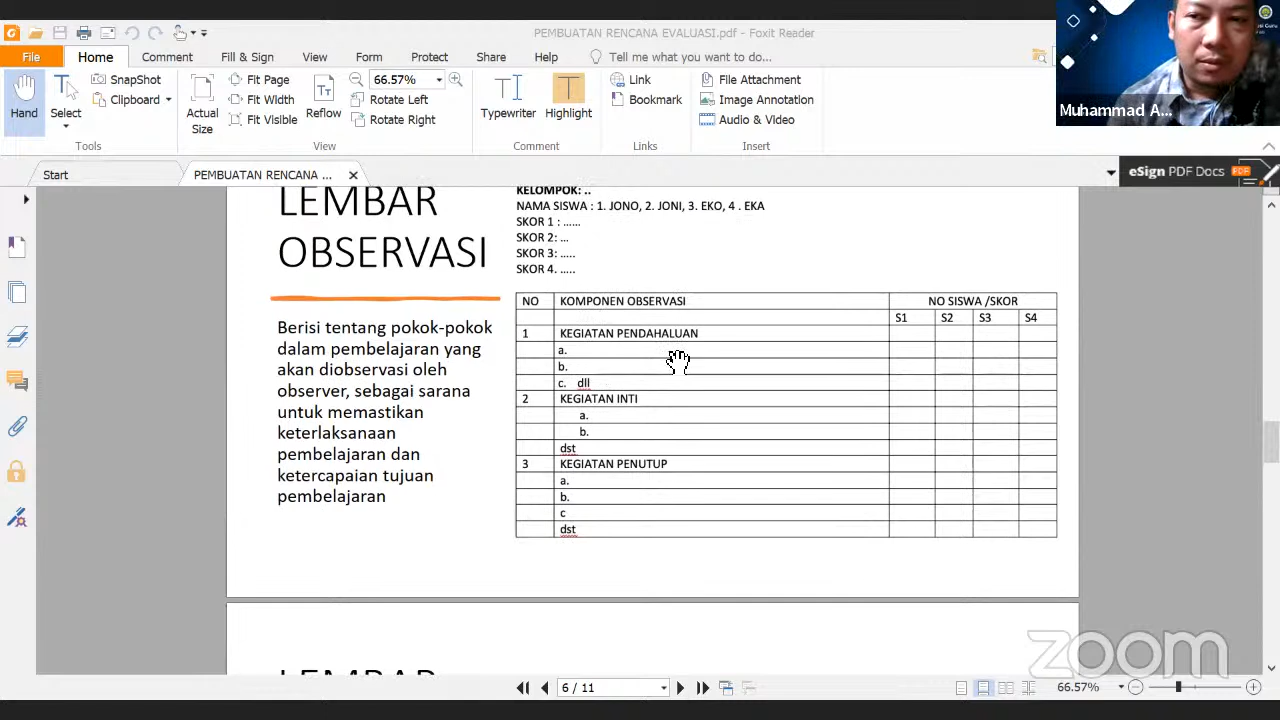 PEMBUATAN RENCANA EVALUASI.pdf - Foxit Reader
File Home Comment Fill & Sign View Form Protect Share Help Tell me what you want to do...
Hand
Select
SnapShot
Clipboard
Tools
Actual Size
Fit Page
Fit Width
Fit Visible
Reflow
66.57%
Rotate Left
Rotate Right
View
Typewriter
Highlight
Comment
Link
Bookmark
Links
File Attachment
Image Annotation
Audio & Video
Insert
Muhammad A...
Start
PEMBUATAN RENCANA ...
eSign PDF Docs
LEMBAR
OBSERVASI
Berisi tentang pokok-pokok
dalam pembelajaran yang
akan diobservasi oleh
observer, sebagai sarana
untuk memastikan
keterlaksanaan
pembelajaran dan
ketercapaian tujuan
pembelajaran
KELOMPOK: ..
NAMA SISWA : 1. JONO, 2. JONI, 3. EKO, 4 . EKA
SKOR 1 : ......
SKOR 2: ...
SKOR 3: .....
SKOR 4. .....
NO KOMPONEN OBSERVASI NO SISWA /SKOR
S1 S2 S3 S4
1 KEGIATAN PENDAHALUAN
a.
b.
c. dll
2 KEGIATAN INTI
a.
b.
dst
3 KEGIATAN PENUTUP
a.
b.
c
dst
zoom
6 / 11
66.57%